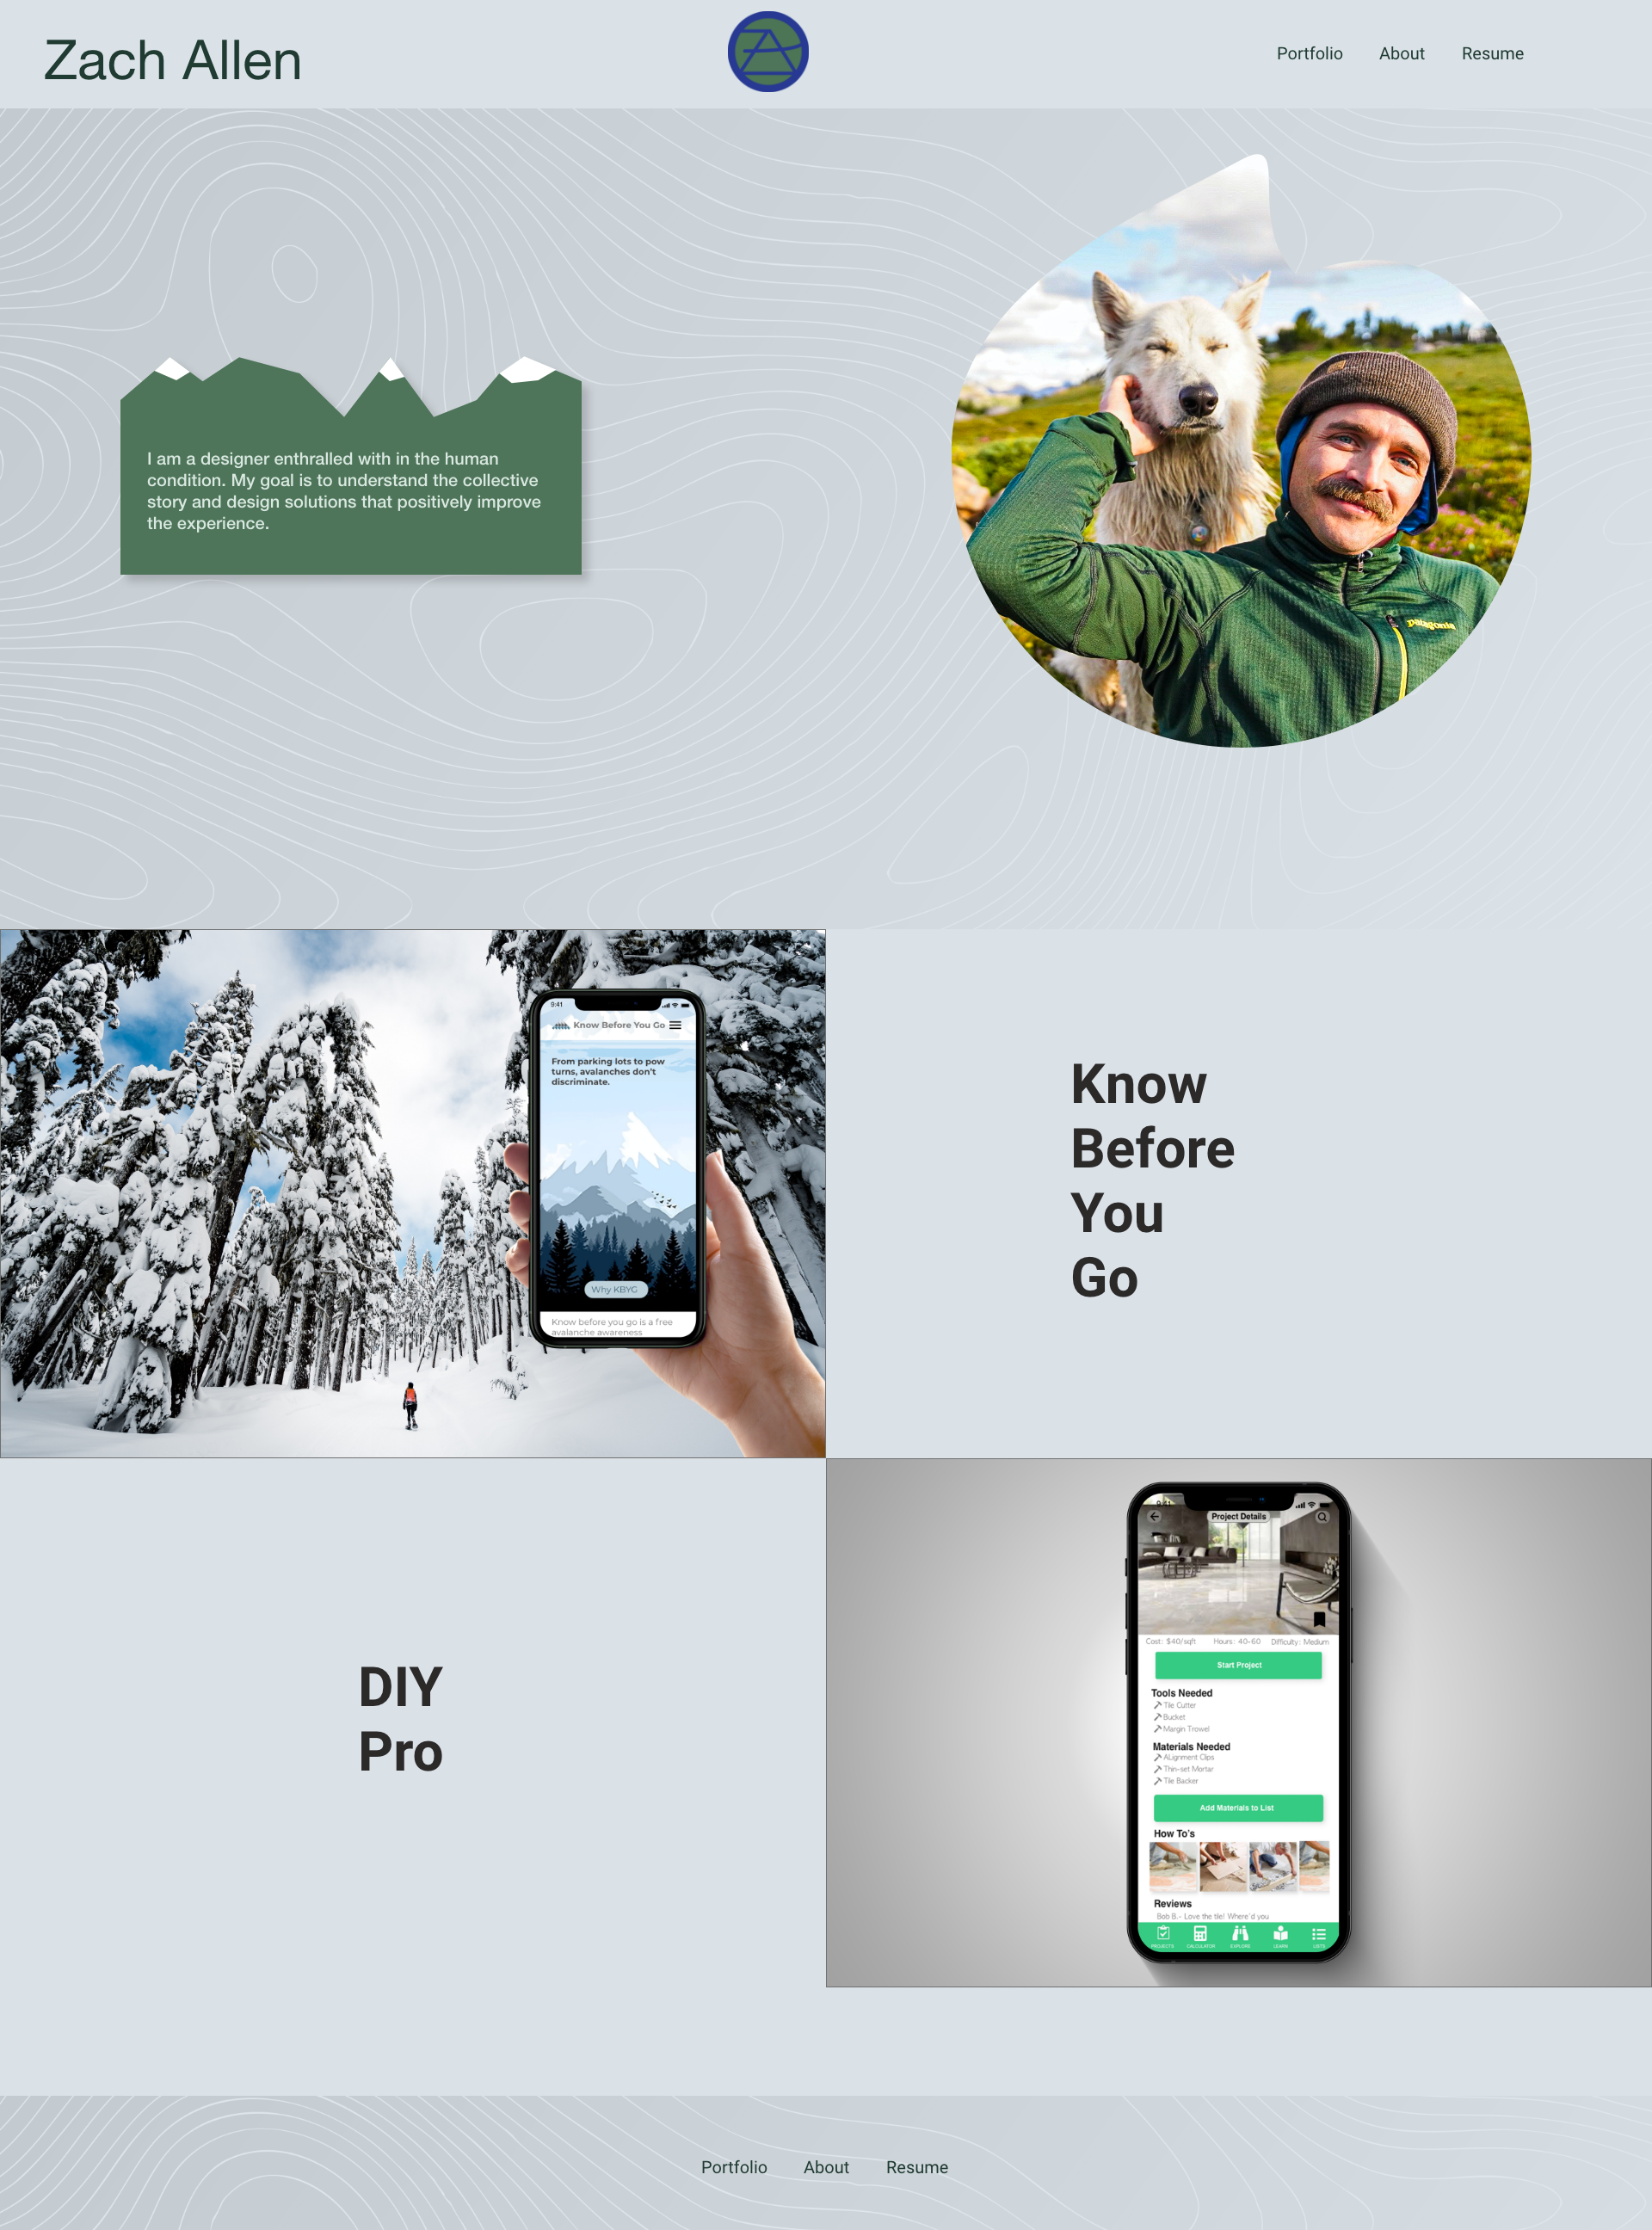 Zach Allen
Portfolio
About
Resume
I am a designer enthralled with in the human
condition. My goal is to understand the collective
story and design solutions that positively improve
the experience.
patagonia
9:41
Know Before You Go
From parking lots to pow
turns, avalanches don't
discriminate.
Why KBYG
Know before you go is a free
avalanche awareness
Know
Before
You
Go
DIY
Pro
9:41
Project Details
Cost: $40/sqft
Hours: 40-60
Difficulty: Medium
Start Project
Tools Needed
Tile Cutter
Bucket
Margin Trowel
Materials Needed
ALignment Clips
Thin-set Mortar
Tile Backer
Add Materials to List
How To's
Reviews
Bob B.- Love the tile! Where'd you
PROJECTS
CALCULATOR
EXPLORE
LEARN
LISTS
Portfolio
About
Resume